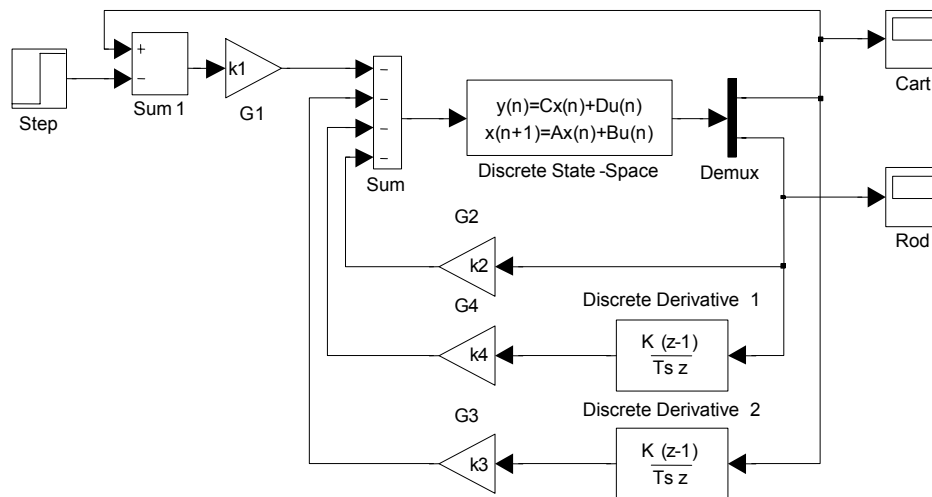 +
−
Step
Sum 1
k1
G1
−
−
−
−
Sum
y(n)=Cx(n)+Du(n)
x(n+1)=Ax(n)+Bu(n)
Discrete State -Space
Demux
Cart
Rod
G2
k2
G4
k4
Discrete Derivative 1
K (z-1)
Ts z
G3
k3
Discrete Derivative 2
K (z-1)
Ts z